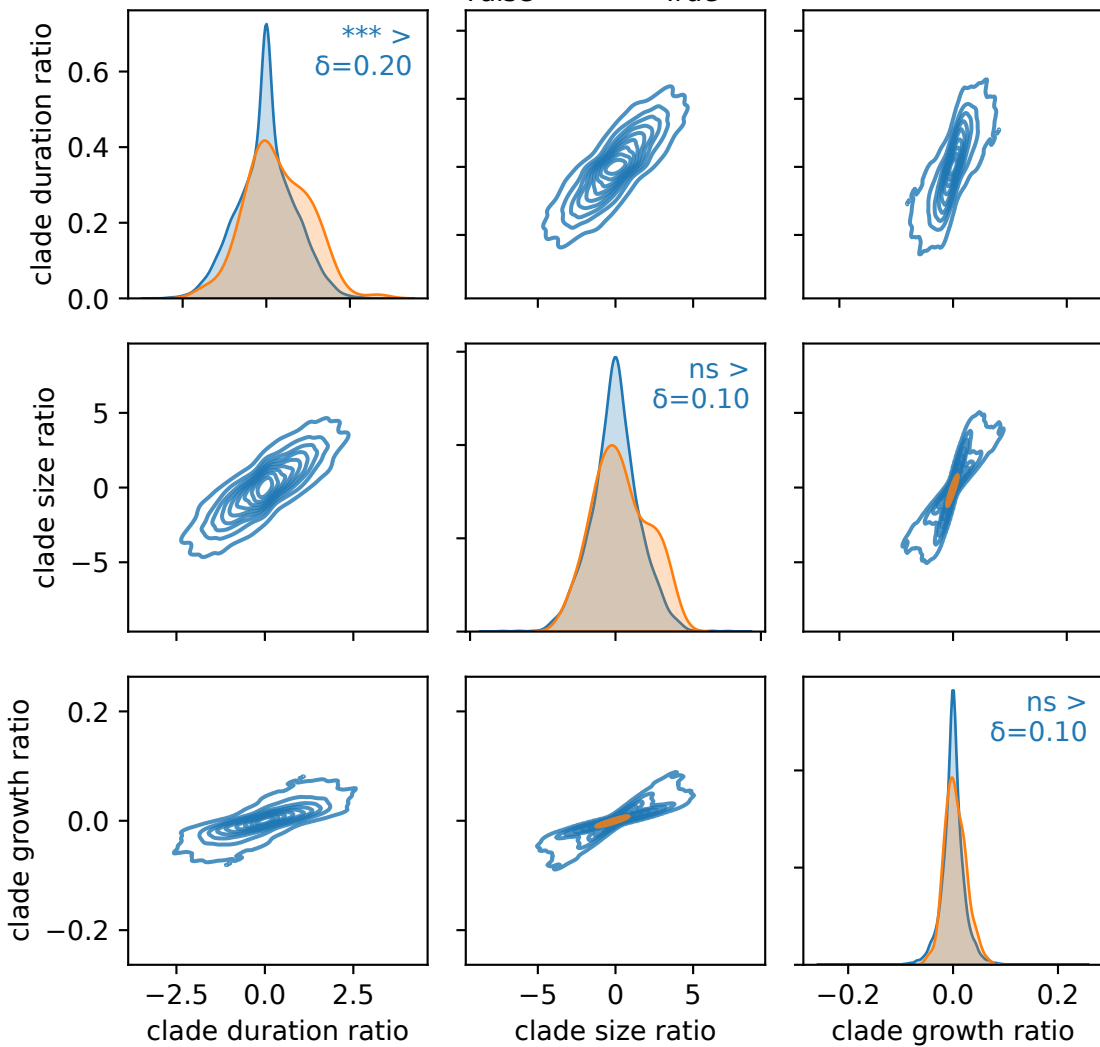 clade duration ratio
0.6
0.4
0.2
0.0
*** >
δ=0.20
clade size ratio
5
0
−5
ns >
δ=0.10
clade growth ratio
0.2
0.0
−0.2
ns >
δ=0.10
−2.5 0.0 2.5
clade duration ratio
−5 0 5
clade size ratio
−0.2 0.0 0.2
clade growth ratio